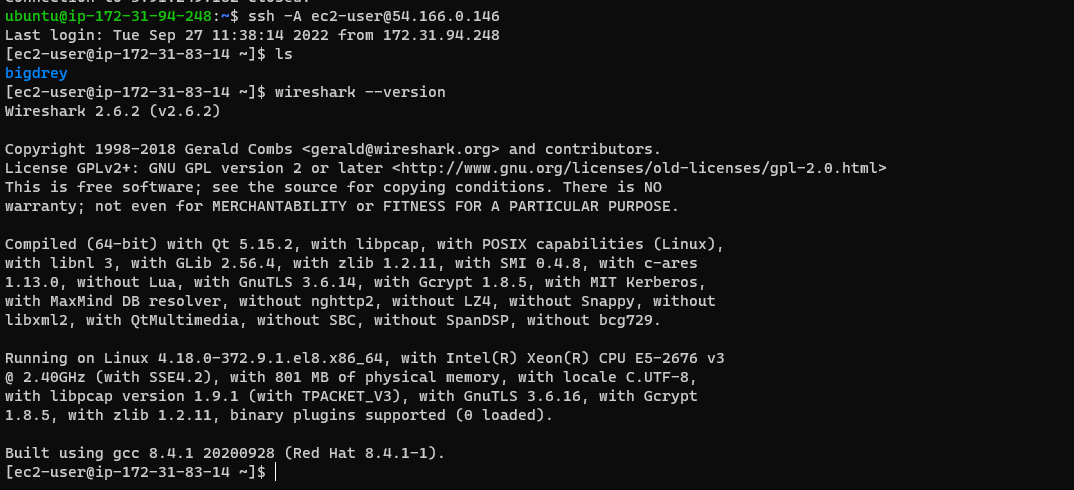 ubuntu@ip-172-31-94-248:~$ ssh -A ec2-user@54.166.0.146
Last login: Tue Sep 27 11:38:14 2022 from 172.31.94.248
[ec2-user@ip-172-31-83-14 ~]$ ls
bigdrey
[ec2-user@ip-172-31-83-14 ~]$ wireshark --version
Wireshark 2.6.2 (v2.6.2)
Copyright 1998-2018 Gerald Combs <gerald@wireshark.org> and contributors.
License GPLv2+: GNU GPL version 2 or later <http://www.gnu.org/licenses/old-licenses/gpl-2.0.html>
This is free software; see the source for copying conditions. There is NO
warranty; not even for MERCHANTABILITY or FITNESS FOR A PARTICULAR PURPOSE.
Compiled (64-bit) with Qt 5.15.2, with libpcap, with POSIX capabilities (Linux),
with libnl 3, with GLib 2.56.4, with zlib 1.2.11, with SMI 0.4.8, with c-ares
1.13.0, without Lua, with GnuTLS 3.6.14, with Gcrypt 1.8.5, with MIT Kerberos,
with MaxMind DB resolver, without nghttp2, without LZ4, without Snappy, without
libxml2, with QtMultimedia, without SBC, without SpanDSP, without bcg729.
Running on Linux 4.18.0-372.9.1.el8.x86_64, with Intel(R) Xeon(R) CPU E5-2676 v3
@ 2.40GHz (with SSE4.2), with 801 MB of physical memory, with locale C.UTF-8,
with libpcap version 1.9.1 (with TPACKET_V3), with GnuTLS 3.6.16, with Gcrypt
1.8.5, with zlib 1.2.11, binary plugins supported (0 loaded).
Built using gcc 8.4.1 20200928 (Red Hat 8.4.1-1).
[ec2-user@ip-172-31-83-14 ~]$